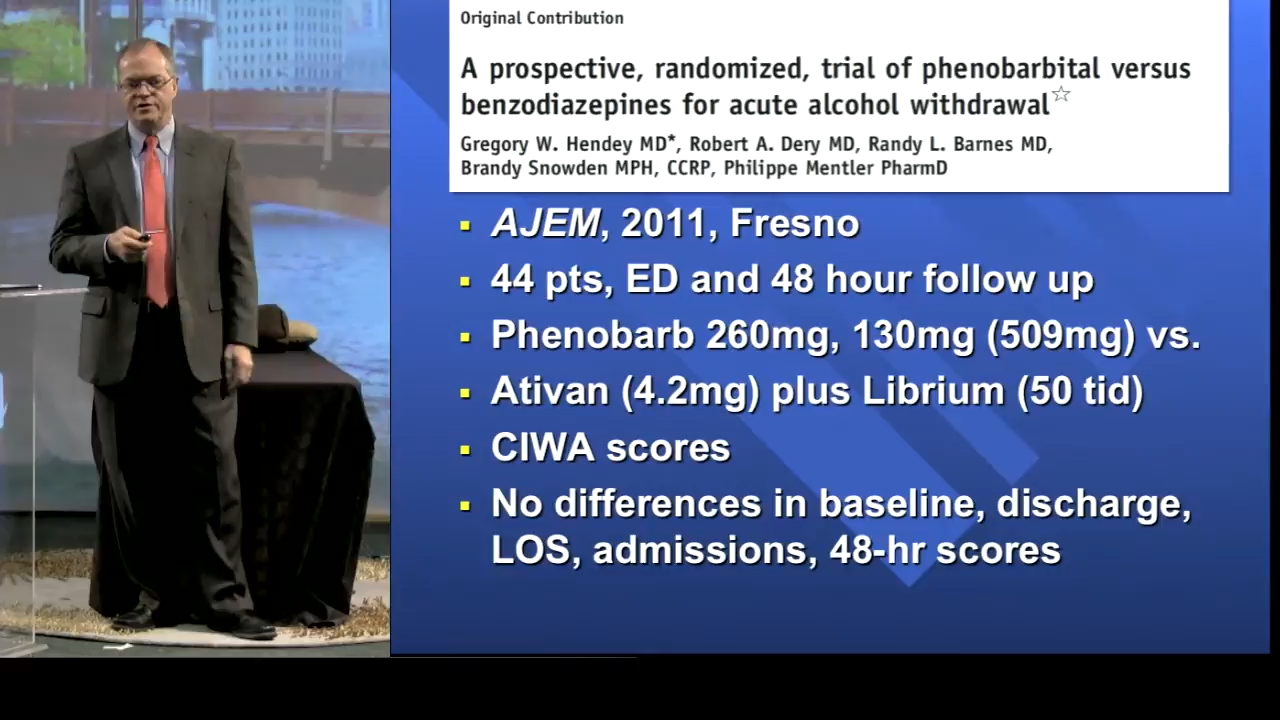 Original Contribution
A prospective, randomized, trial of phenobarbital versus
benzodiazepines for acute alcohol withdrawal☆
Gregory W. Hendey MD*, Robert A. Dery MD, Randy L. Barnes MD,
Brandy Snowden MPH, CCRP, Philippe Mentler PharmD
▪ AJEM, 2011, Fresno
▪ 44 pts, ED and 48 hour follow up
▪ Phenobarb 260mg, 130mg (509mg) vs.
▪ Ativan (4.2mg) plus Librium (50 tid)
▪ CIWA scores
▪ No differences in baseline, discharge,
LOS, admissions, 48-hr scores